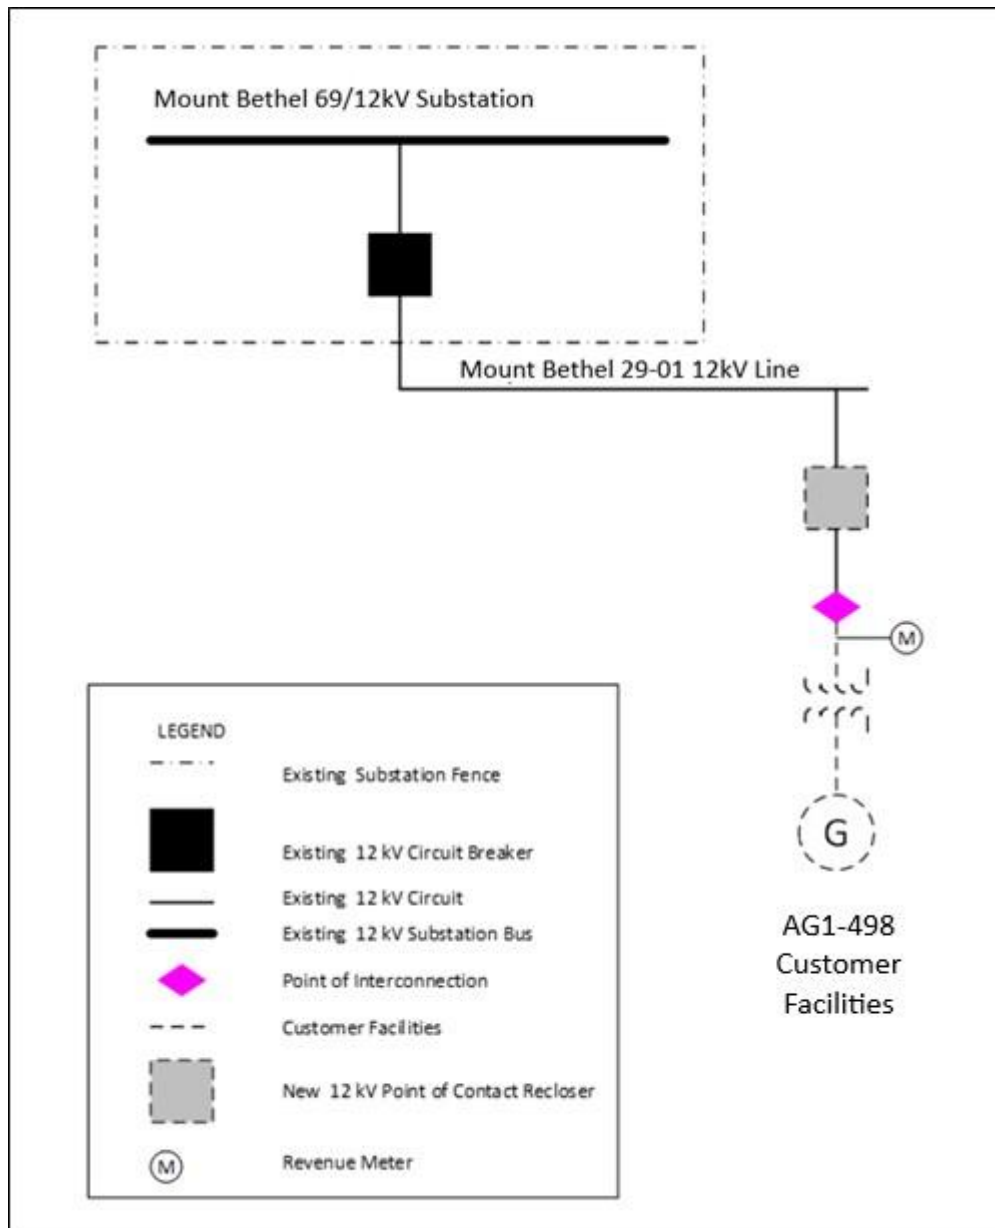 Mount Bethel 69/12kV Substation
Mount Bethel 29-01 12kV Line
M
G
AG1-498
Customer
Facilities
LEGEND
Existing Substation Fence
Existing 12 kV Circuit Breaker
Existing 12 kV Circuit
Existing 12 kV Substation Bus
Point of Interconnection
Customer Facilities
New 12 kV Point of Contact Recloser
M Revenue Meter